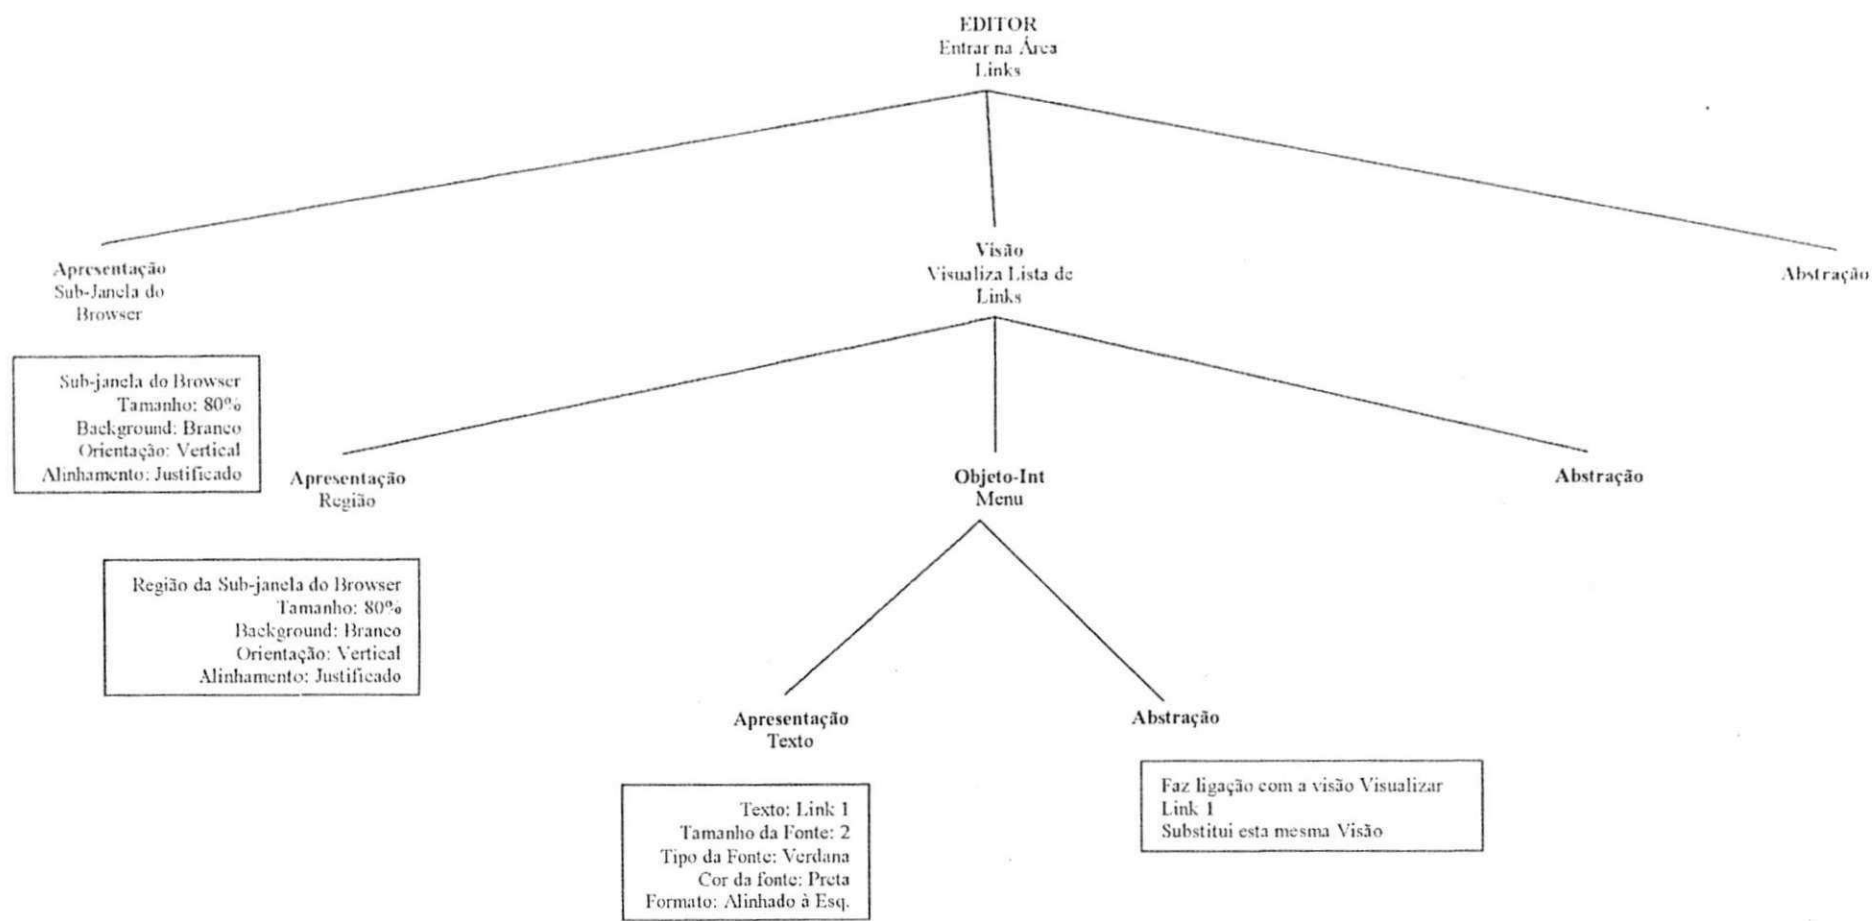 EDITOR
Entrar na Área
Links
Apresentação
Sub-Janela do
Browser
Visão
Visualiza Lista de
Links
Abstração
Sub-janela do Browser
Tamanho: 80%
Background: Branco
Orientação: Vertical
Alinhamento: Justificado
Apresentação
Região
Objeto-Int
Menu
Abstração
Região da Sub-janela do Browser
Tamanho: 80%
Background: Branco
Orientação: Vertical
Alinhamento: Justificado
Apresentação
Texto
Abstração
Texto: Link 1
Tamanho da Fonte: 2
Tipo da Fonte: Verdana
Cor da fonte: Preta
Formato: Alinhado à Esq.
Faz ligação com a visão Visualizar
Link 1
Substitui esta mesma Visão